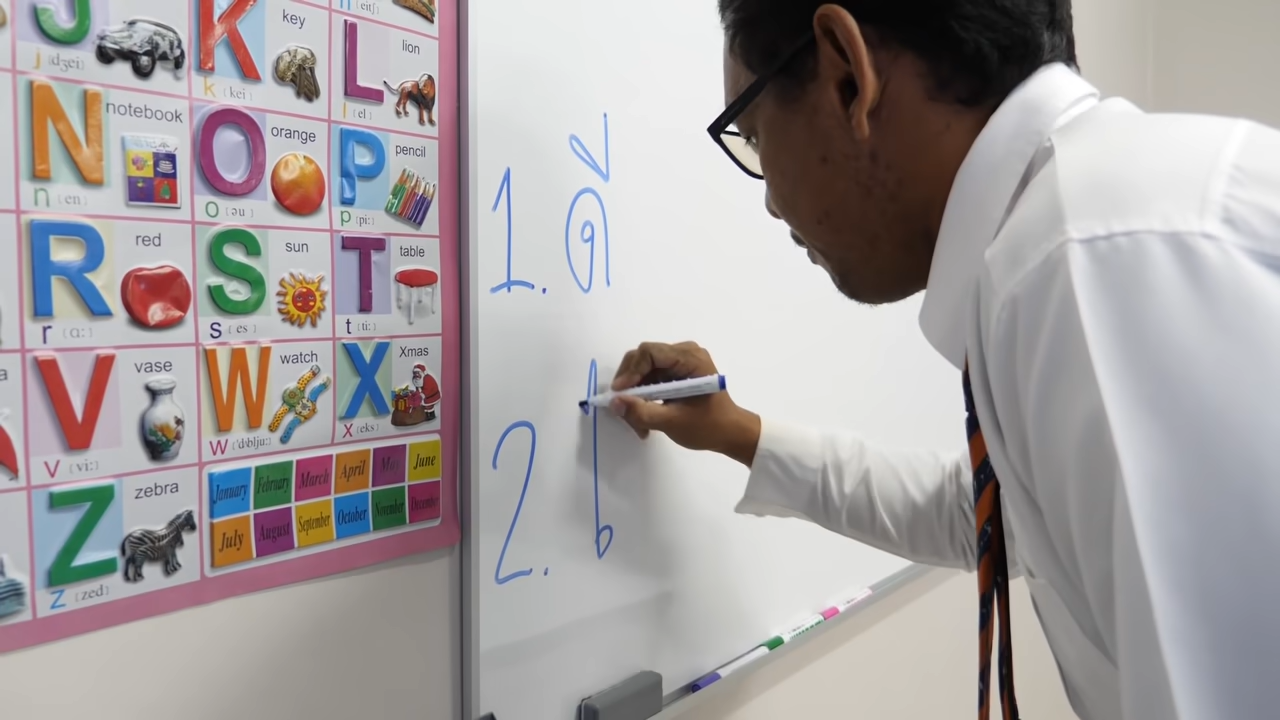 J
j [dʒei]
K
key
k [kei]
L
lion
l [el]
N
notebook
n [en]
O
orange
o [əu]
P
pencil
p [pi:]
R
red
r [ɑ:]
S
sun
s [es]
T
table
t [ti:]
V
vase
v [vi:]
W
watch
w ['dʌblju:]
X
Xmas
x [eks]
Z
zebra
z [zed]
January February March April May June
July August September October November December
1. ดี
2. เ